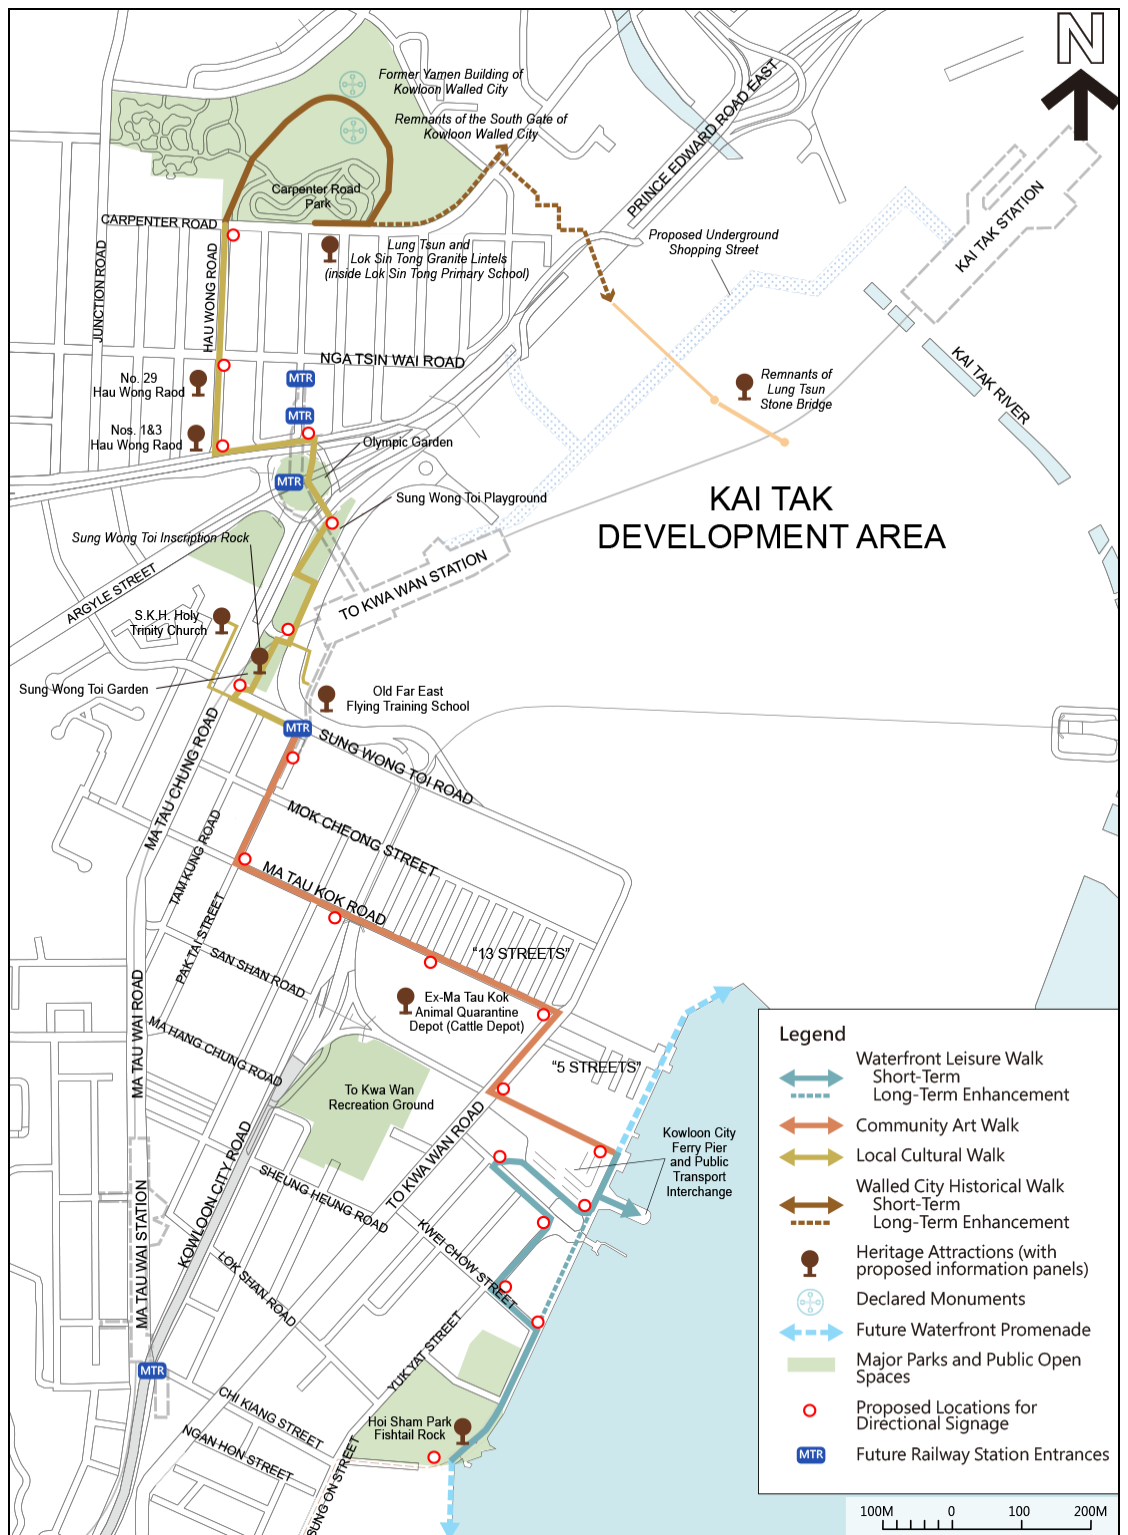 N
Former Yamen Building of
Kowloon Walled City
Remnants of the South Gate of
Kowloon Walled City
PRINCE EDWARD ROAD EAST
Carpenter Road
Park
CARPENTER ROAD
KAI TAK STATION
Proposed Underground
Shopping Street
Lung Tsun and
Lok Sin Tong Granite Lintels
(inside Lok Sin Tong Primary School)
JUNCTION ROAD
HAU WONG ROAD
NGA TSIN WAI ROAD
KAI TAK RIVER
No. 29
Hau Wong Raod
MTR
Remnants of
Lung Tsun
Stone Bridge
MTR
Nos. 1&3
Hau Wong Raod
Olympic Garden
MTR
Sung Wong Toi Playground
KAI TAK
DEVELOPMENT AREA
Sung Wong Toi Inscription Rock
ARGYLE STREET
TO KWA WAN STATION
S.K.H. Holy
Trinity Church
Sung Wong Toi Garden
Old Far East
Flying Training School
MTR
SUNG WONG TOI ROAD
MA TAU CHUNG ROAD
MOK CHEONG STREET
TAM KUNG ROAD
MA TAU KOK ROAD
PAK TAI STREET
SAN SHAN ROAD
"13 STREETS"
MA TAU WAI ROAD
Ex-Ma Tau Kok
Animal Quarantine
Depot (Cattle Depot)
MA HANG CHUNG ROAD
"5 STREETS"
To Kwa Wan
Recreation Ground
Kowloon City
Ferry Pier
and Public
Transport
Interchange
TO KWA WAN ROAD
KOWLOON CITY ROAD
SHEUNG HEUNG ROAD
MA TAU WAI STATION
KWEI CHOW STREET
LOK SHAN ROAD
YUK YAT STREET
MTR
CHI KIANG STREET
Hoi Sham Park
Fishtail Rock
NGAN HON STREET
SUNG ON STREET
Legend
Waterfront Leisure Walk
Short-Term
Long-Term Enhancement
Community Art Walk
Local Cultural Walk
Walled City Historical Walk
Short-Term
Long-Term Enhancement
Heritage Attractions (with
proposed information panels)
Declared Monuments
Future Waterfront Promenade
Major Parks and Public Open
Spaces
Proposed Locations for
Directional Signage
MTR Future Railway Station Entrances
100M 0 100 200M